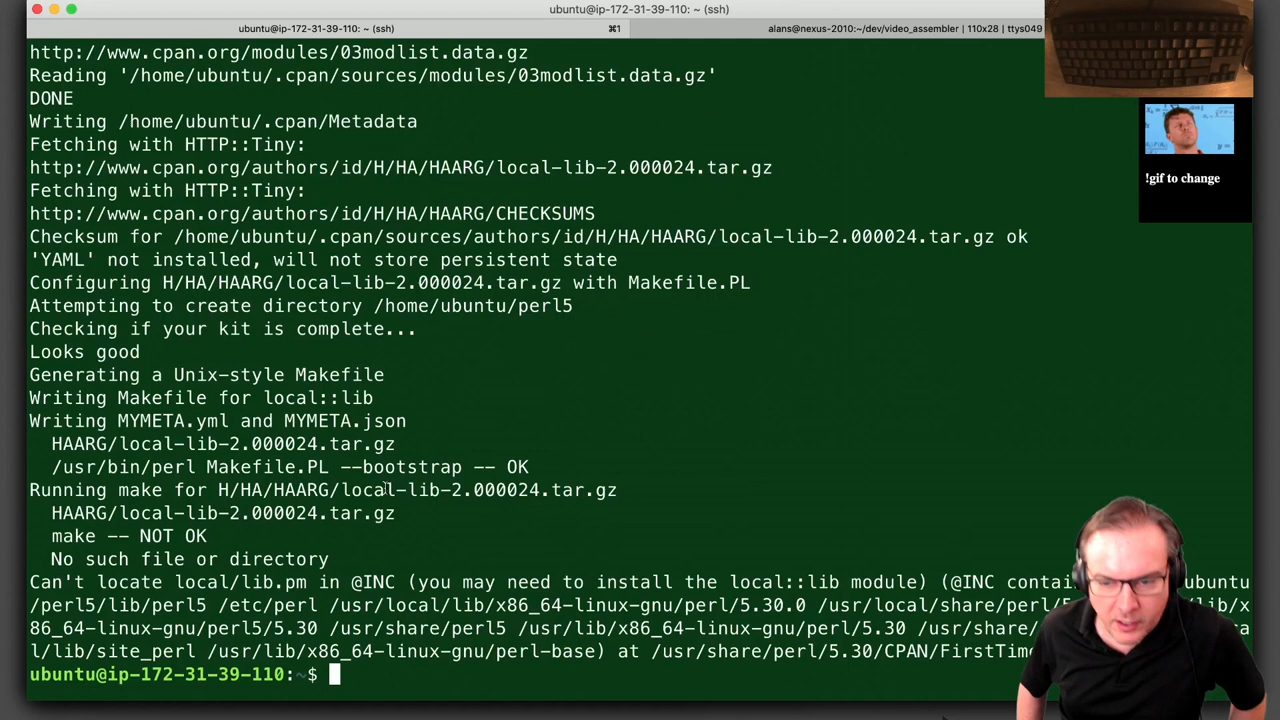 ubuntu@ip-172-31-39-110: ~ (ssh)
ubuntu@ip-172-31-39-110: ~ (ssh) ⌘1 alans@nexus-2010:~/dev/video_assembler | 110x28 | ttys049
http://www.cpan.org/modules/03modlist.data.gz
Reading '/home/ubuntu/.cpan/sources/modules/03modlist.data.gz'
DONE
Writing /home/ubuntu/.cpan/Metadata
Fetching with HTTP::Tiny:
http://www.cpan.org/authors/id/H/HA/HAARG/local-lib-2.000024.tar.gz
Fetching with HTTP::Tiny:
http://www.cpan.org/authors/id/H/HA/HAARG/CHECKSUMS
Checksum for /home/ubuntu/.cpan/sources/authors/id/H/HA/HAARG/local-lib-2.000024.tar.gz ok
'YAML' not installed, will not store persistent state
Configuring H/HA/HAARG/local-lib-2.000024.tar.gz with Makefile.PL
Attempting to create directory /home/ubuntu/perl5
Checking if your kit is complete...
Looks good
Generating a Unix-style Makefile
Writing Makefile for local::lib
Writing MYMETA.yml and MYMETA.json
HAARG/local-lib-2.000024.tar.gz
/usr/bin/perl Makefile.PL --bootstrap -- OK
Running make for H/HA/HAARG/local-lib-2.000024.tar.gz
HAARG/local-lib-2.000024.tar.gz
make -- NOT OK
No such file or directory
Can't locate local/lib.pm in @INC (you may need to install the local::lib module) (@INC contain ubuntu
/perl5/lib/perl5 /etc/perl /usr/local/lib/x86_64-linux-gnu/perl/5.30.0 /usr/local/share/perl/5 /lib/x
86_64-linux-gnu/perl5/5.30 /usr/share/perl5 /usr/lib/x86_64-linux-gnu/perl/5.30 /usr/share/ ca
l/lib/site_perl /usr/lib/x86_64-linux-gnu/perl-base) at /usr/share/perl/5.30/CPAN/FirstTime
ubuntu@ip-172-31-39-110:~$
!gif to change